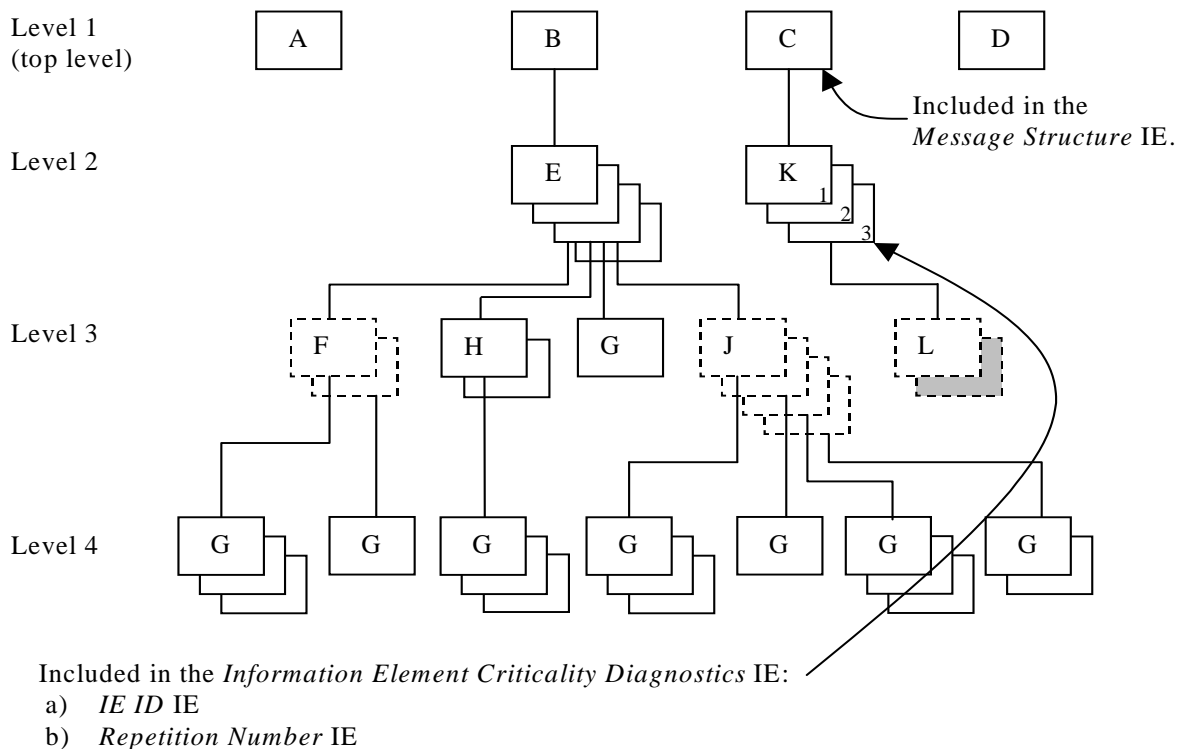 Level 1
(top level)
A
B
C
D
Included in the
Message Structure IE.
Level 2
E
K
1
2
3
Level 3
F
H
G
J
L
Level 4
G
G
G
G
G
G
G
Included in the Information Element Criticality Diagnostics IE:
a) IE ID IE
b) Repetition Number IE